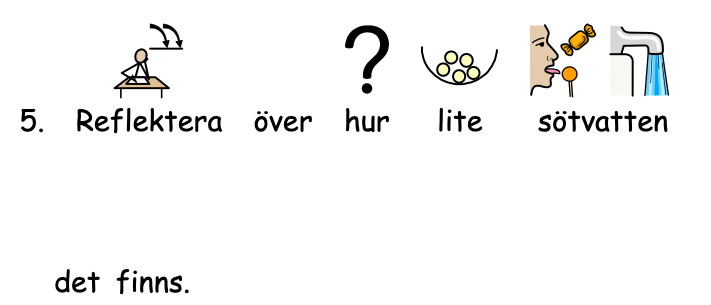 5. Reflektera över hur lite sötvatten
det finns.